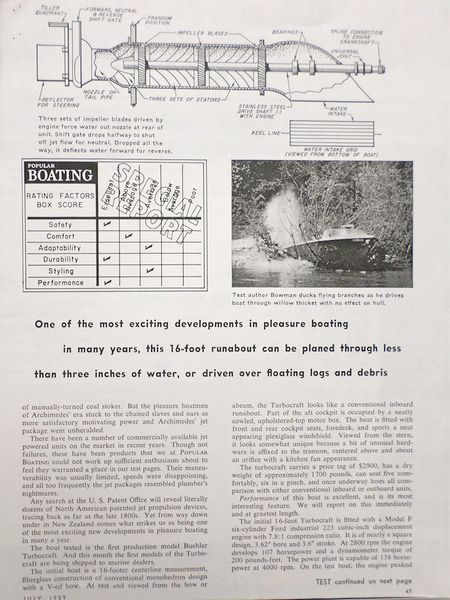 TILLER QUADRANT
FORWARD, NEUTRAL & REVERSE SHIFT GATE
TRANSOM POSITION
IMPELLER BLADES
BEARINGS
SPLINE CONNECTION TO ENGINE CRANKSHAFT
UNIVERSAL JOINT
DEFLECTOR FOR STEERING
NOZZLE ON TAIL PIPE
THREE SETS OF STATORS
STAINLESS STEEL DRIVE SHAFT 1-1 WITH ENGINE
WATER INTAKE
KEEL LINE
WATER INTAKE GRID (VIEWED FROM BOTTOM OF BOAT)
Three sets of impeller blades driven by
engine force water out nozzle at rear of
unit. Shift gate drops halfway to shut
off jet flow for neutral. Dropped all the
way, it deflects water forward for reverse.
POPULAR
BOATING
RATING FACTORS
BOX SCORE
Excellent
Above Average
Average
Below Average
Poor
Safety
Comfort
Adaptability
Durability
Styling
Performance
Test author Bowman ducks flying branches as he drives
boat through willow thicket with no effect on hull.
One of the most exciting developments in pleasure boating
in many years, this 16-foot runabout can be planed through less
than three inches of water, or driven over floating logs and debris
of manually-turned coal stoker. But the pleasure boatmen
of Archimedes' era stuck to the chained slaves and oars as
more satisfactory motivating power and Archimedes' jet
package went unheralded.
There have been a number of commercially available jet
powered units on the market in recent years. Though not
failures, these have been products that we at POPULAR
BOATING could not work up sufficient enthusiasm about to
feel they warranted a place in our test pages. Their maneu-
verability was usually limited, speeds were disappointing,
and all too frequently the jet packages resembled plumber's
nightmares.
Any search at the U. S. Patent Office will reveal literally
dozens of North American patented jet propulsion devices,
tracing back as far as the late 1800s. Yet from way down
under in New Zealand comes what strikes us as being one
of the most exciting new developments in pleasure boating
in many a year.
The boat tested is the first production model Buehler
Turbocraft. And this month the first models of the Turbo-
craft are being shipped to marine dealers.
The initial boat is a 16-footer centerline measurement,
fiberglass construction of conventional monohedron design
with a V-ed bow. At rest and viewed from the bow or
abeam, the Turbocraft looks like a conventional inboard
runabout. Part of the aft cockpit is occupied by a neatly
cowled, upholstered-top motor box. The boat is fitted with
front and rear cockpit seats, foredeck, and sports a neat
appearing plexiglass windshield. Viewed from the stern,
it looks somewhat unique because a bit of unusual hard-
ware is affixed to the transom, centered above and about
an orifice with a kitchen fan appearance.
The turbocraft carries a price tag of $2900, has a dry
weight of approximately 1700 pounds, can seat five com-
fortably, six in a pinch, and once underway loses all com-
parison with either conventional inboard or outboard units.
Performance of this boat is excellent, and is its most
interesting feature. We will report on this immediately
and at greatest length.
The initial 16-foot Turbocraft is fitted with a Model F
six-cylinder Ford industrial 223 cubic-inch displacement
engine with 7.8:1 compression ratio. It is of nearly a square
design, 3.62" bore and 3.6" stroke. At 2800 rpm the engine
develops 107 horsepower and a dynamometer torque of
200 pounds-feet. The power plant is capable of 138 horse-
power at 4000 rpm. On the test boat, the engine peaked
TEST continued on next page
JULY 1959
47